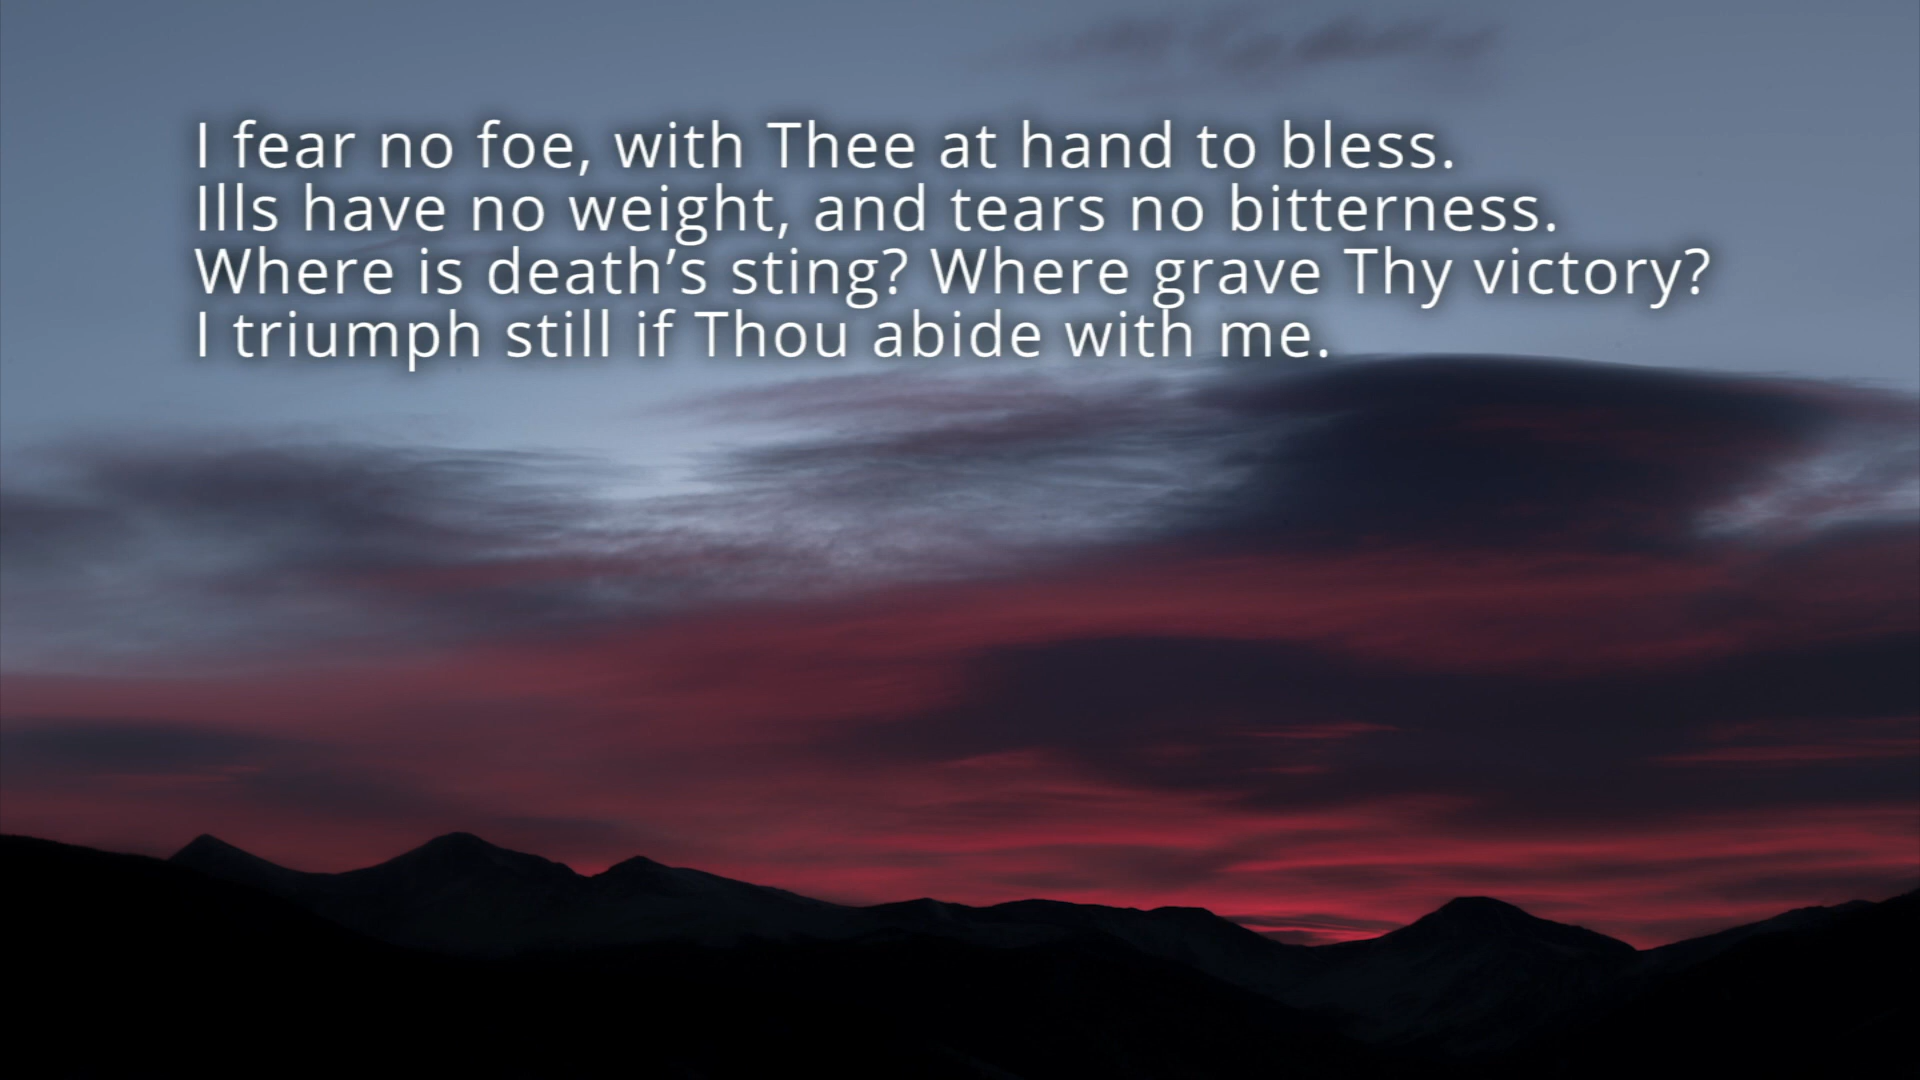 I fear no foe, with Thee at hand to bless.
Ills have no weight, and tears no bitterness.
Where is death’s sting? Where grave Thy victory?
I triumph still if Thou abide with me.